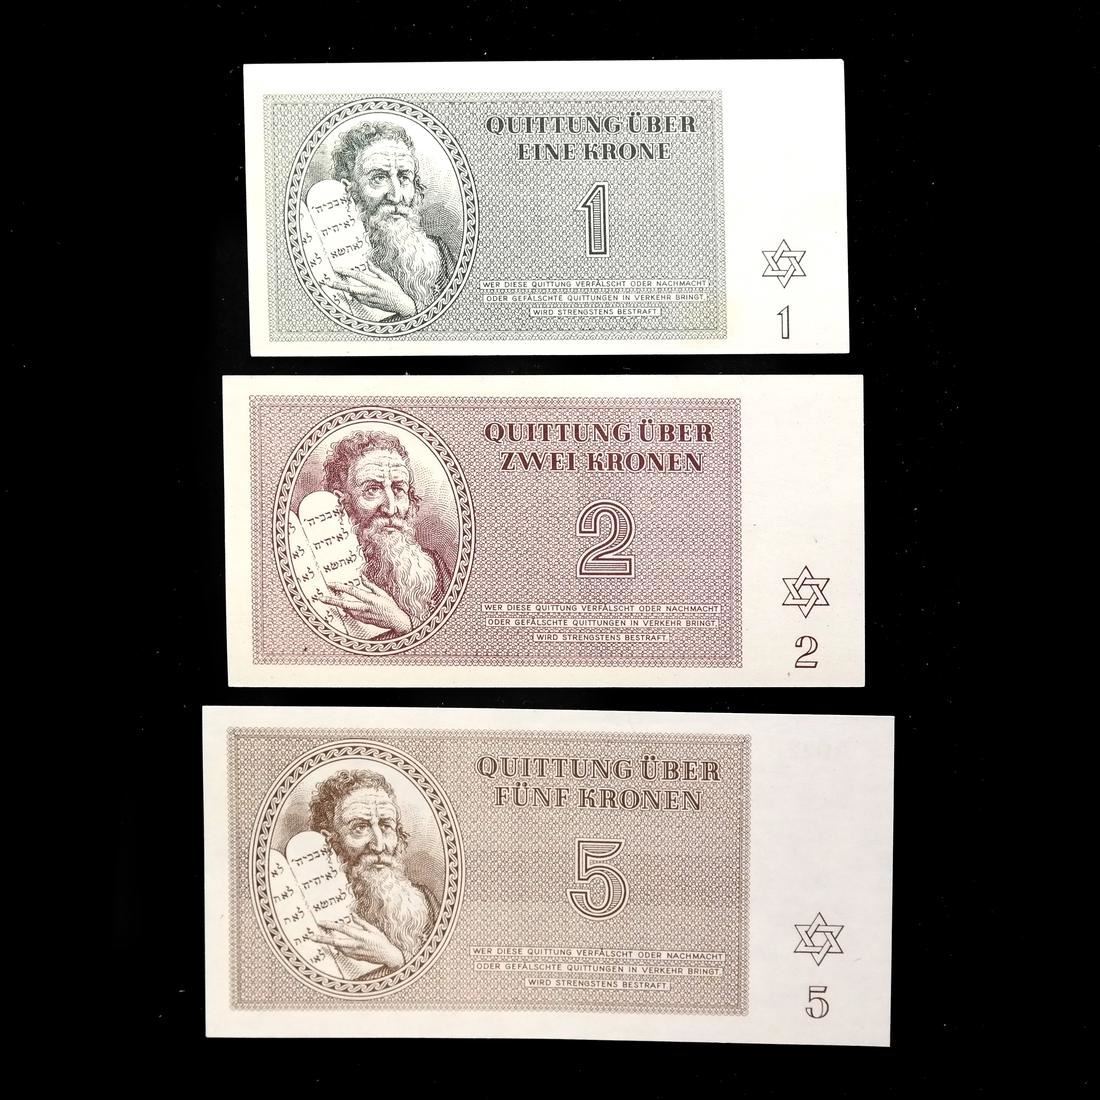 QUITTUNG ÜBER
EINE KRONE
1
WER DIESE QUITTUNG VERFÄLSCHT ODER NACHMACHT
ODER GEFÄLSCHTE QUITTUNGEN IN VERKEHR BRINGT,
WIRD STRENGSTENS BESTRAFT.
1
QUITTUNG ÜBER
ZWEI KRONEN
2
WER DIESE QUITTUNG VERFÄLSCHT ODER NACHMACHT
ODER GEFÄLSCHTE QUITTUNGEN IN VERKEHR BRINGT,
WIRD STRENGSTENS BESTRAFT.
2
QUITTUNG ÜBER
FÜNF KRONEN
5
WER DIESE QUITTUNG VERFÄLSCHT ODER NACHMACHT
ODER GEFÄLSCHTE QUITTUNGEN IN VERKEHR BRINGT,
WIRD STRENGSTENS BESTRAFT.
5